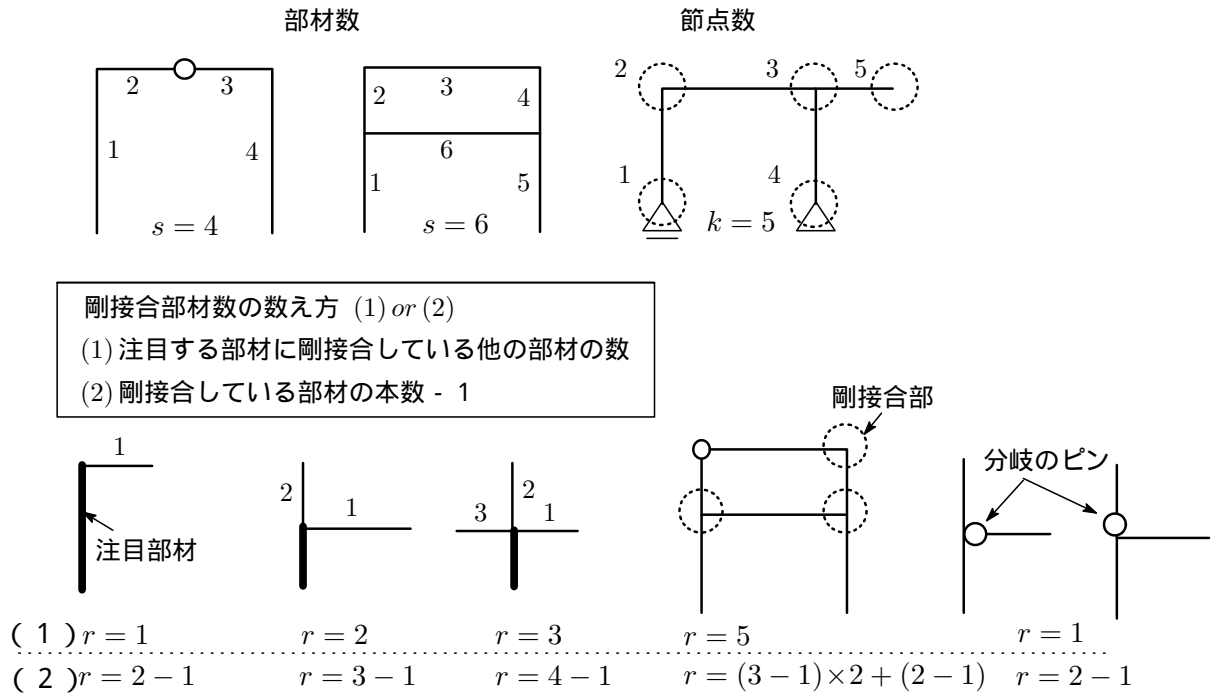 部材数
節点数
2 3
1 4
s = 4
2 3 4
6
1 5
s = 6
2 3 5
1 4
k = 5
剛接合部材数の数え方 (1) or (2)
(1) 注目する部材に剛接合している他の部材の数
(2) 剛接合している部材の本数 - 1
剛接合部
1
注目部材
2 1
3 2 1
分岐のピン
(1) r = 1 r = 2 r = 3 r = 5 r = 1
(2) r = 2 − 1 r = 3 − 1 r = 4 − 1 r = (3 − 1) × 2 + (2 − 1) r = 2 − 1